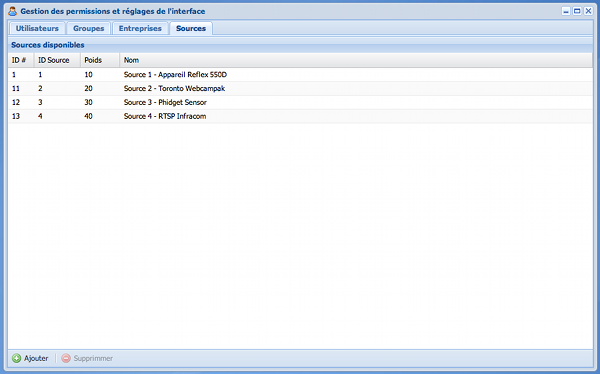 Gestion des permissions et réglages de l'interface
Utilisateurs Groupes Entreprises Sources
Sources disponibles
ID # ID Source Poids Nom
1 1 10 Source 1 - Appareil Reflex 550D
11 2 20 Source 2 - Toronto Webcampak
12 3 30 Source 3 - Phidget Sensor
13 4 40 Source 4 - RTSP Infracom
Ajouter Supprimmer